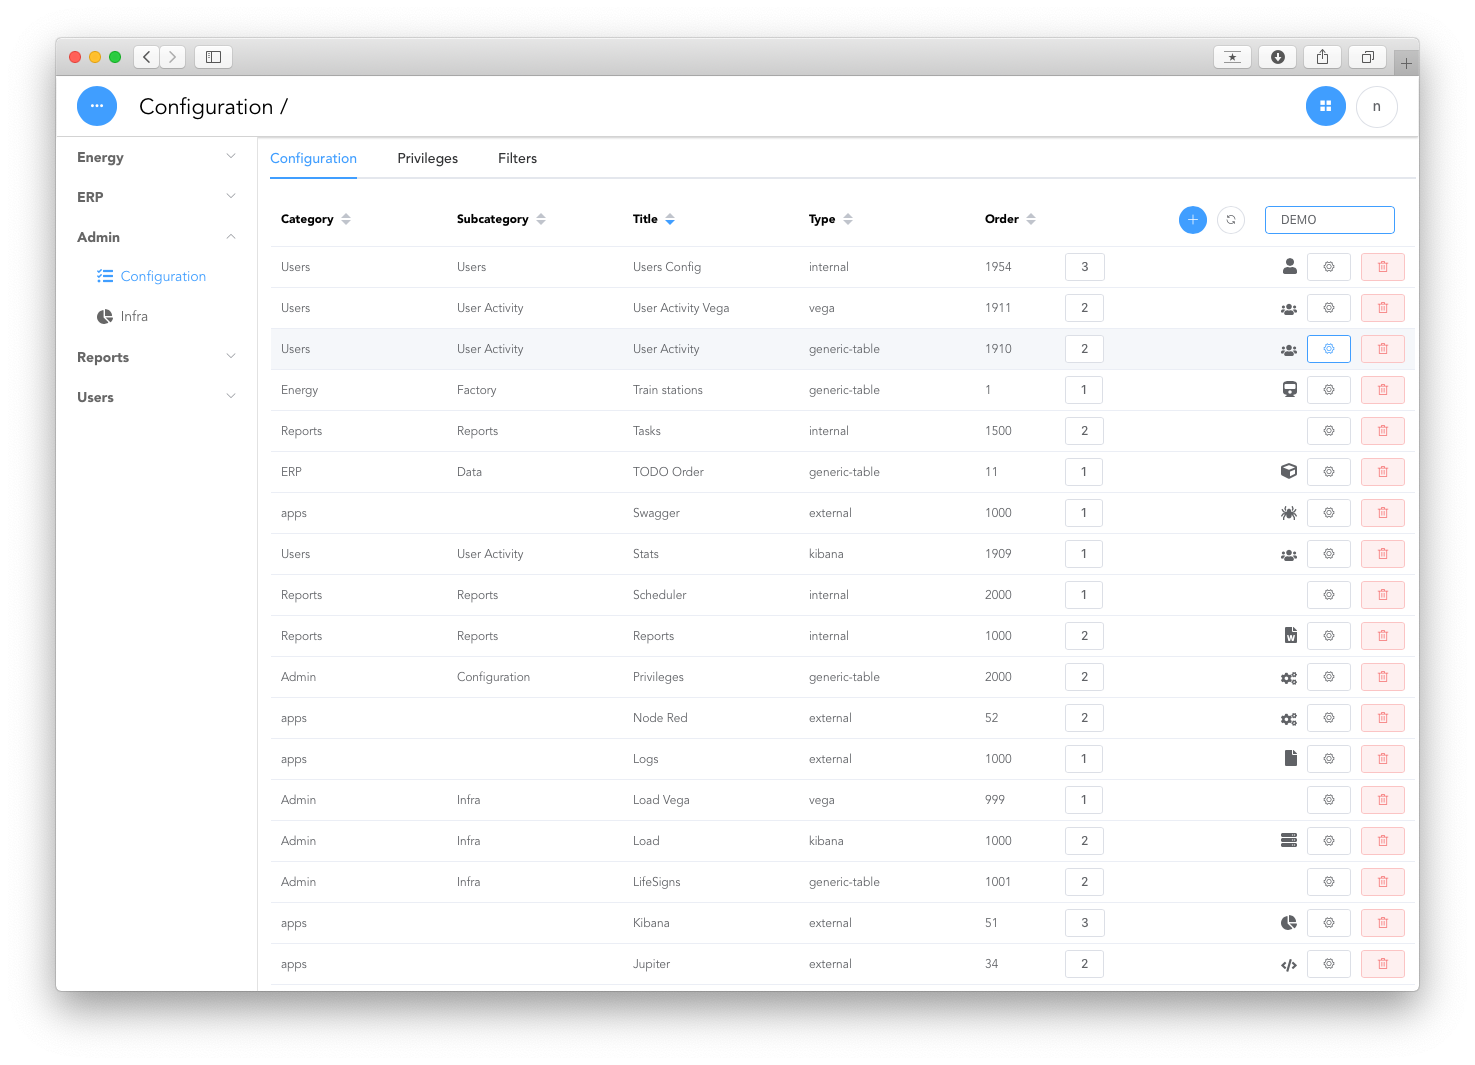 Configuration /
n
Energy
ERP
Admin
Configuration
Infra
Reports
Users
Configuration Privileges Filters
Category Subcategory Title Type Order DEMO
Users Users Users Config internal 1954 3
Users User Activity User Activity Vega vega 1911 2
Users User Activity User Activity generic-table 1910 2
Energy Factory Train stations generic-table 1 1
Reports Reports Tasks internal 1500 2
ERP Data TODO Order generic-table 11 1
apps Swagger external 1000 1
Users User Activity Stats kibana 1909 1
Reports Reports Scheduler internal 2000 1
Reports Reports Reports internal 1000 2
Admin Configuration Privileges generic-table 2000 2
apps Node Red external 52 2
apps Logs external 1000 1
Admin Infra Load Vega vega 999 1
Admin Infra Load kibana 1000 2
Admin Infra LifeSigns generic-table 1001 2
apps Kibana external 51 3
apps Jupiter external 34 2